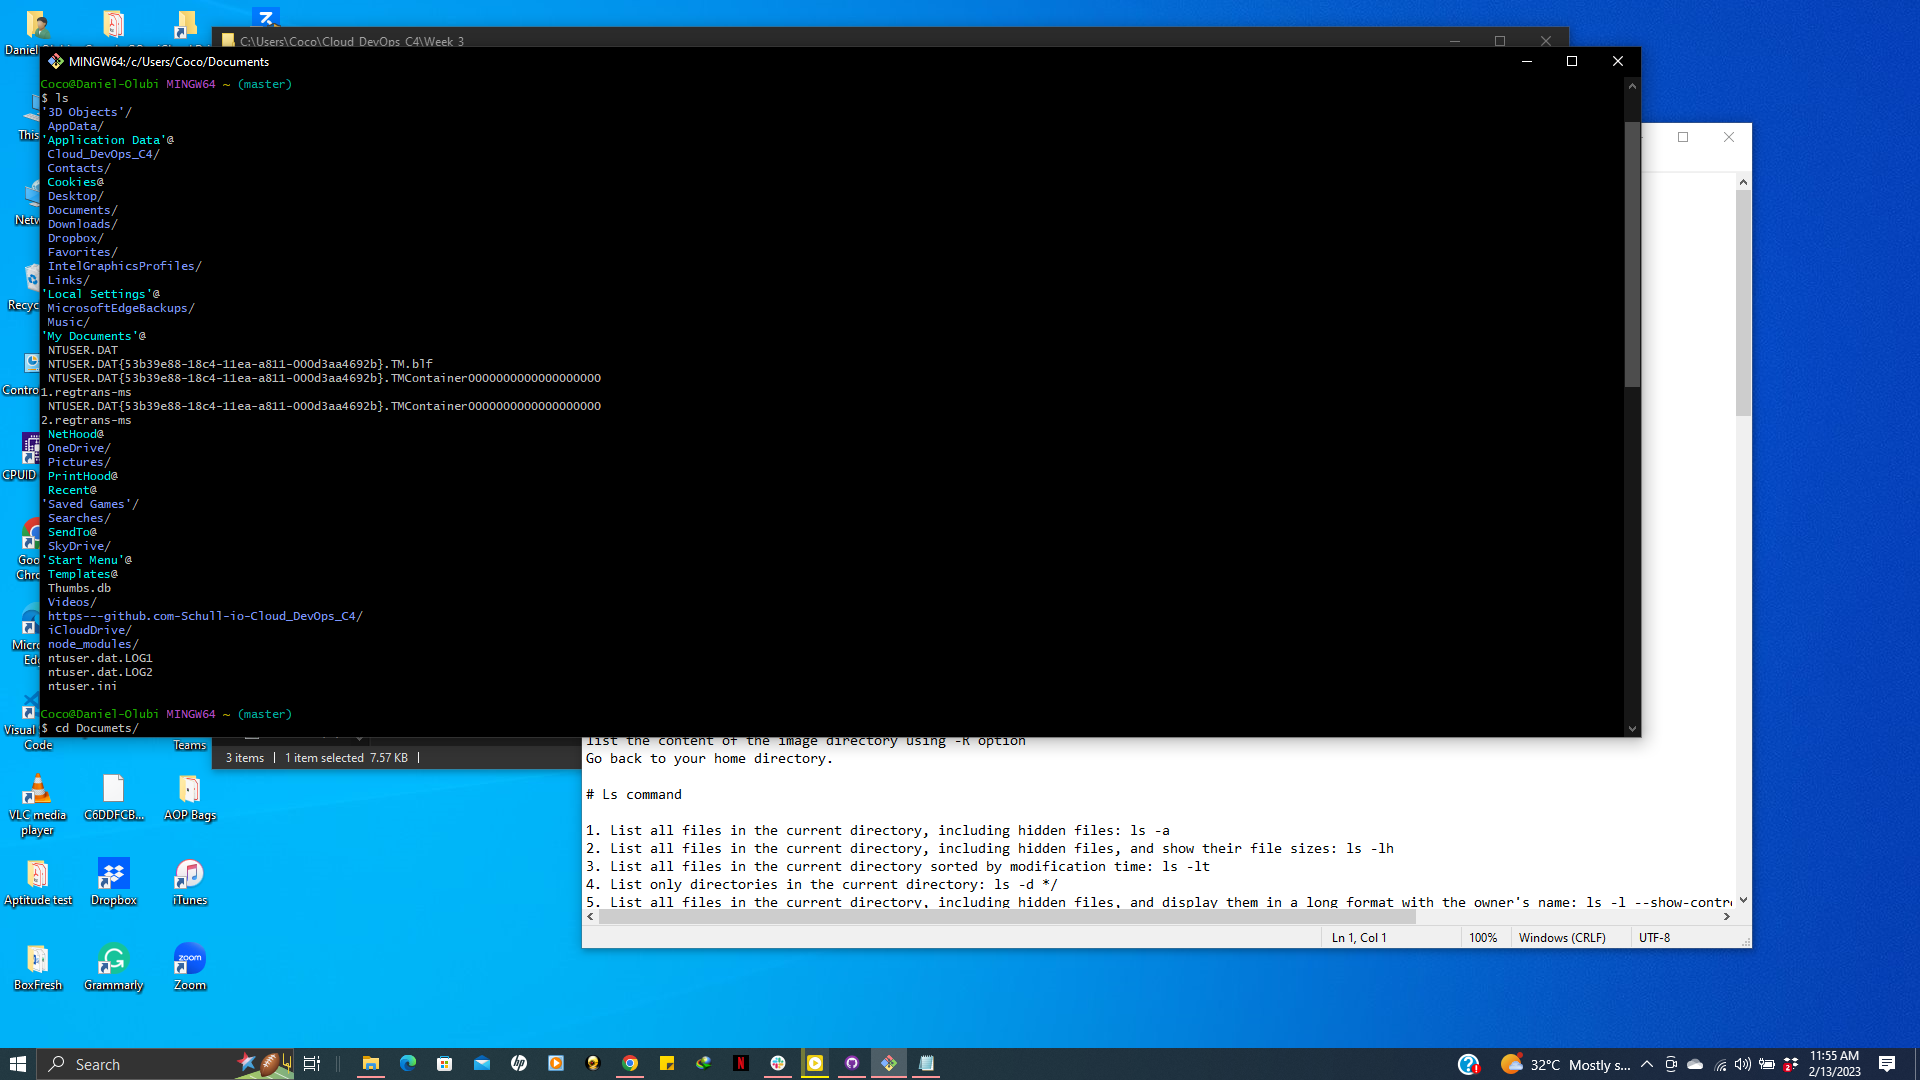 C:\Users\Coco\Cloud_DevOps_C4\Week_3
MINGW64:/c/Users/Coco/Documents
Coco@Daniel-Olubi MINGW64 ~ (master)
$ ls
'3D Objects'/
AppData/
'Application Data'@
Cloud_DevOps_C4/
Contacts/
Cookies@
Desktop/
Documents/
Downloads/
Dropbox/
Favorites/
IntelGraphicsProfiles/
Links/
'Local Settings'@
MicrosoftEdgeBackups/
Music/
'My Documents'@
NTUSER.DAT
NTUSER.DAT{53b39e88-18c4-11ea-a811-000d3aa4692b}.TM.blf
NTUSER.DAT{53b39e88-18c4-11ea-a811-000d3aa4692b}.TMContainer0000000000000000000
1.regtrans-ms
NTUSER.DAT{53b39e88-18c4-11ea-a811-000d3aa4692b}.TMContainer0000000000000000000
2.regtrans-ms
NetHood@
OneDrive/
Pictures/
PrintHood@
Recent@
'Saved Games'/
Searches/
SendTo@
SkyDrive/
'Start Menu'@
Templates@
Thumbs.db
Videos/
https---github.com-Schull-io-Cloud_DevOps_C4/
iCloudDrive/
node_modules/
ntuser.dat.LOG1
ntuser.dat.LOG2
ntuser.ini
Coco@Daniel-Olubi MINGW64 ~ (master)
$ cd Documets/
3 items
1 item selected 7.57 KB
list the content of the image directory using -R option
Go back to your home directory.
# Ls command
1. List all files in the current directory, including hidden files: ls -a
2. List all files in the current directory, including hidden files, and show their file sizes: ls -lh
3. List all files in the current directory sorted by modification time: ls -lt
4. List only directories in the current directory: ls -d */
5. List all files in the current directory, including hidden files, and display them in a long format with the owner's name: ls -l --show-contr
Ln 1, Col 1
100%
Windows (CRLF)
UTF-8
Daniel
This
Netw
Recyc
Contro
CPUID
Goo
Chro
Micro
Edg
Visual
Code
Teams
VLC media
player
C6DDFCB...
AOP Bags
Aptitude test
Dropbox
iTunes
BoxFresh
Grammarly
zoom
Zoom
Search
32°C Mostly s...
11:55 AM
2/13/2023